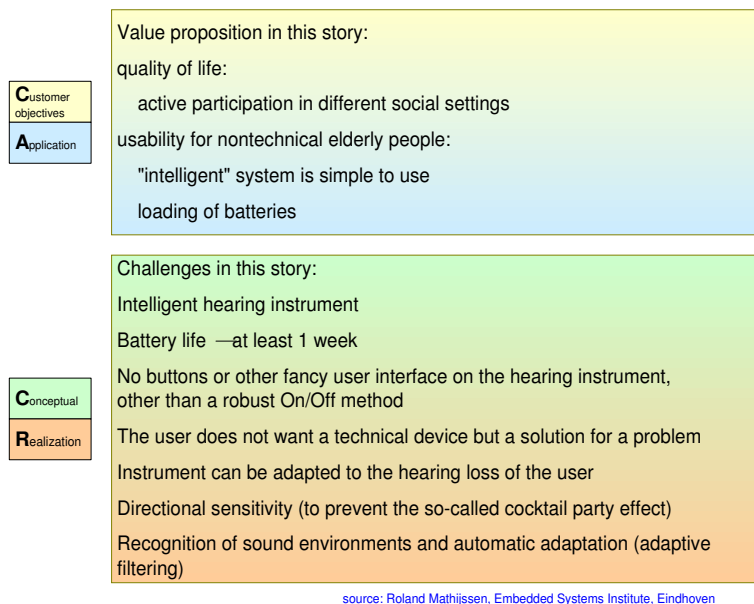 Value proposition in this story:
quality of life:
active participation in different social settings
usability for nontechnical elderly people:
"intelligent" system is simple to use
loading of batteries
Customer
objectives
Application
Challenges in this story:
Intelligent hearing instrument
Battery life —at least 1 week
No buttons or other fancy user interface on the hearing instrument,
other than a robust On/Off method
The user does not want a technical device but a solution for a problem
Instrument can be adapted to the hearing loss of the user
Directional sensitivity (to prevent the so-called cocktail party effect)
Recognition of sound environments and automatic adaptation (adaptive
filtering)
Conceptual
Realization
source: Roland Mathijssen, Embedded Systems Institute, Eindhoven